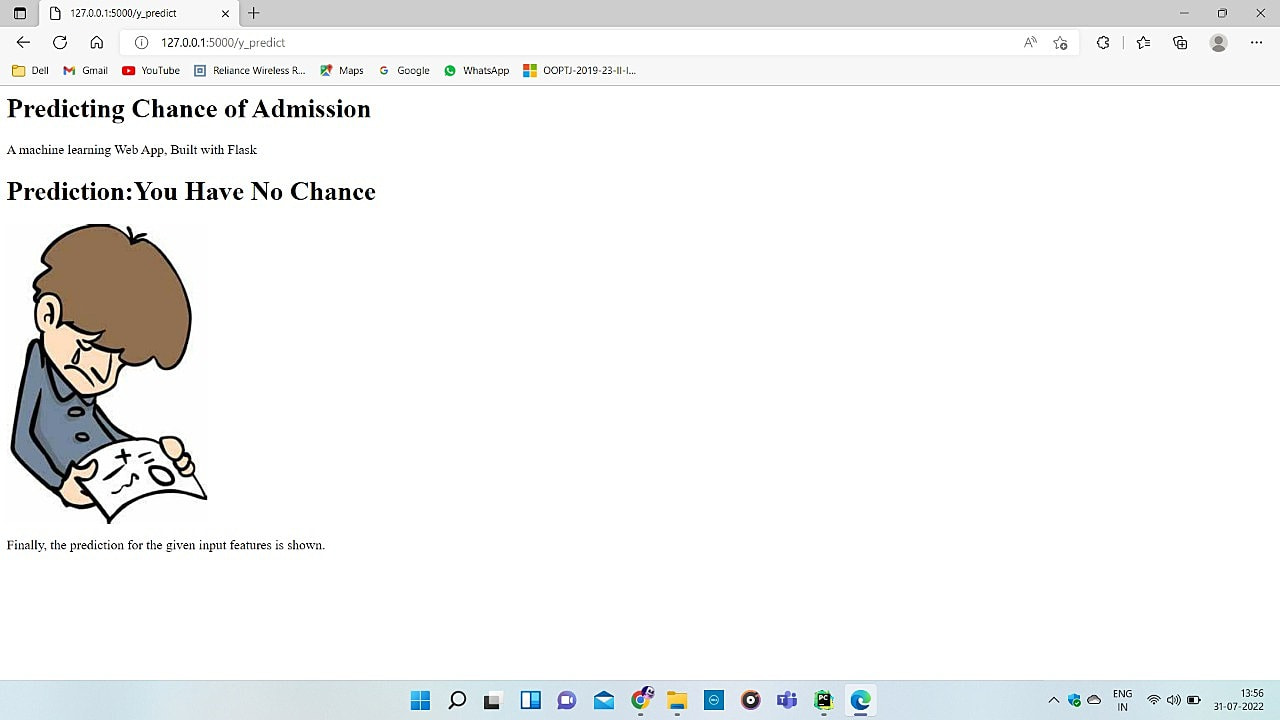 127.0.0.1:5000/y_predict
127.0.0.1:5000/y_predict
Dell Gmail YouTube Reliance Wireless R... Maps Google WhatsApp OOPTJ-2019-23-II-I...
Predicting Chance of Admission
A machine learning Web App, Built with Flask
Prediction:You Have No Chance
Finally, the prediction for the given input features is shown.
ENG 13:56
IN 31-07-2022